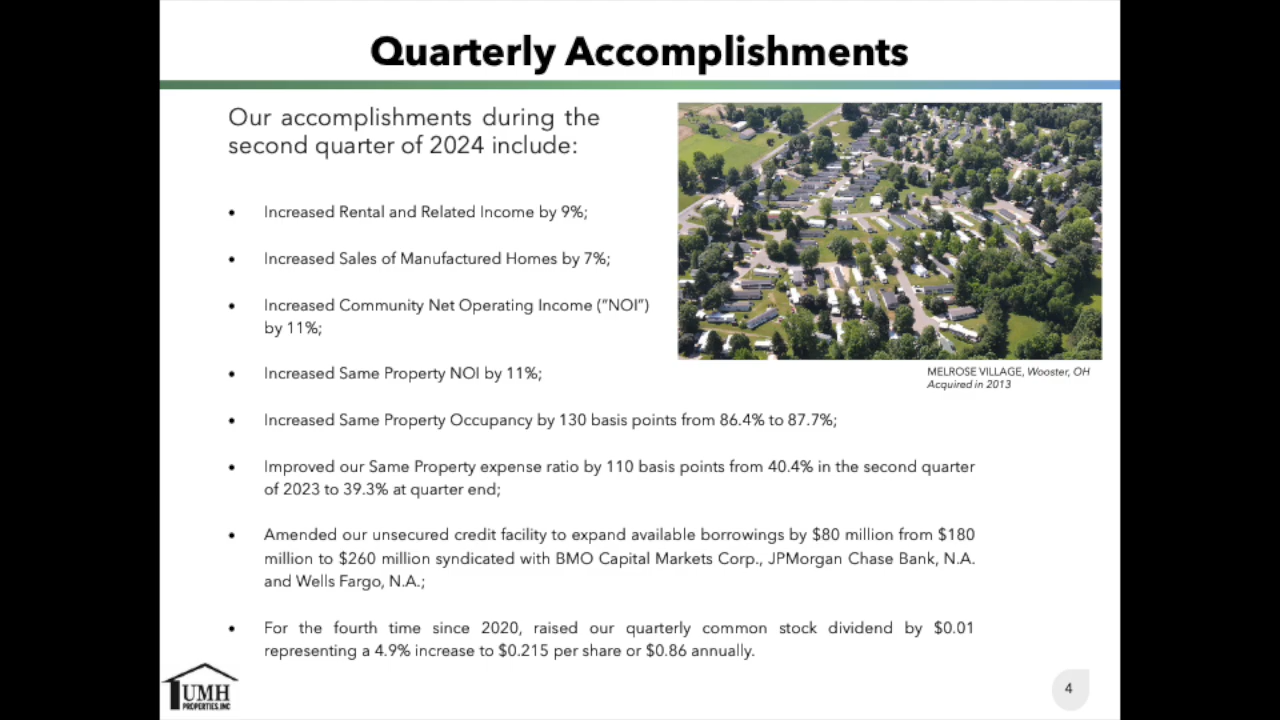 Quarterly Accomplishments
Our accomplishments during the
second quarter of 2024 include:
• Increased Rental and Related Income by 9%;
• Increased Sales of Manufactured Homes by 7%;
• Increased Community Net Operating Income (“NOI”)
by 11%;
• Increased Same Property NOI by 11%;
MELROSE VILLAGE, Wooster, OH
Acquired in 2013
• Increased Same Property Occupancy by 130 basis points from 86.4% to 87.7%;
• Improved our Same Property expense ratio by 110 basis points from 40.4% in the second quarter
of 2023 to 39.3% at quarter end;
• Amended our unsecured credit facility to expand available borrowings by $80 million from $180
million to $260 million syndicated with BMO Capital Markets Corp., JPMorgan Chase Bank, N.A.
and Wells Fargo, N.A.;
• For the fourth time since 2020, raised our quarterly common stock dividend by $0.01
representing a 4.9% increase to $0.215 per share or $0.86 annually.
UMH
PROPERTIES, INC
4